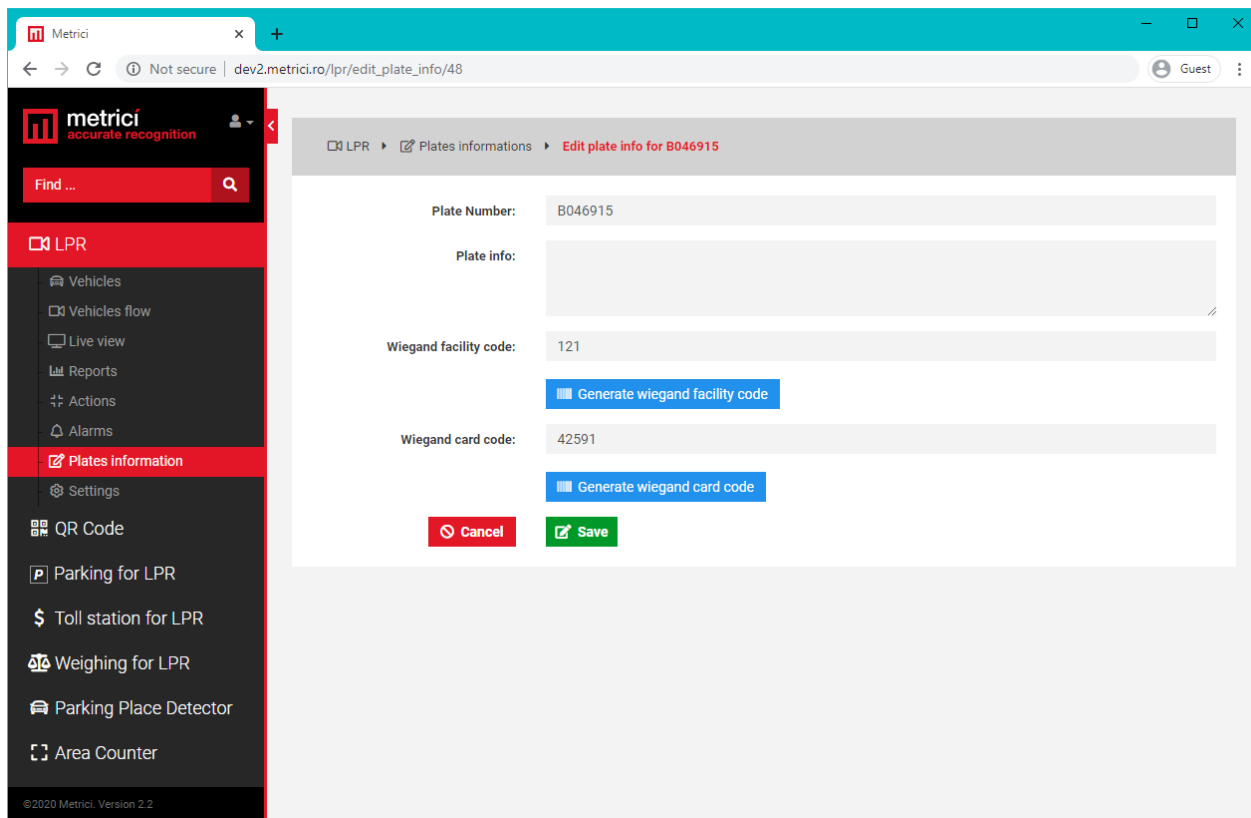 Metrici
Not secure | dev2.metrici.ro/lpr/edit_plate_info/48
Guest
metrici
accurate recognition
Find ...
LPR
Vehicles
Vehicles flow
Live view
Reports
Actions
Alarms
Plates information
Settings
QR Code
P Parking for LPR
$ Toll station for LPR
Weighing for LPR
Parking Place Detector
Area Counter
©2020 Metrici. Version 2.2
LPR Plates informations Edit plate info for B046915
Plate Number: B046915
Plate info:
Wiegand facility code: 121
Generate wiegand facility code
Wiegand card code: 42591
Generate wiegand card code
Cancel Save